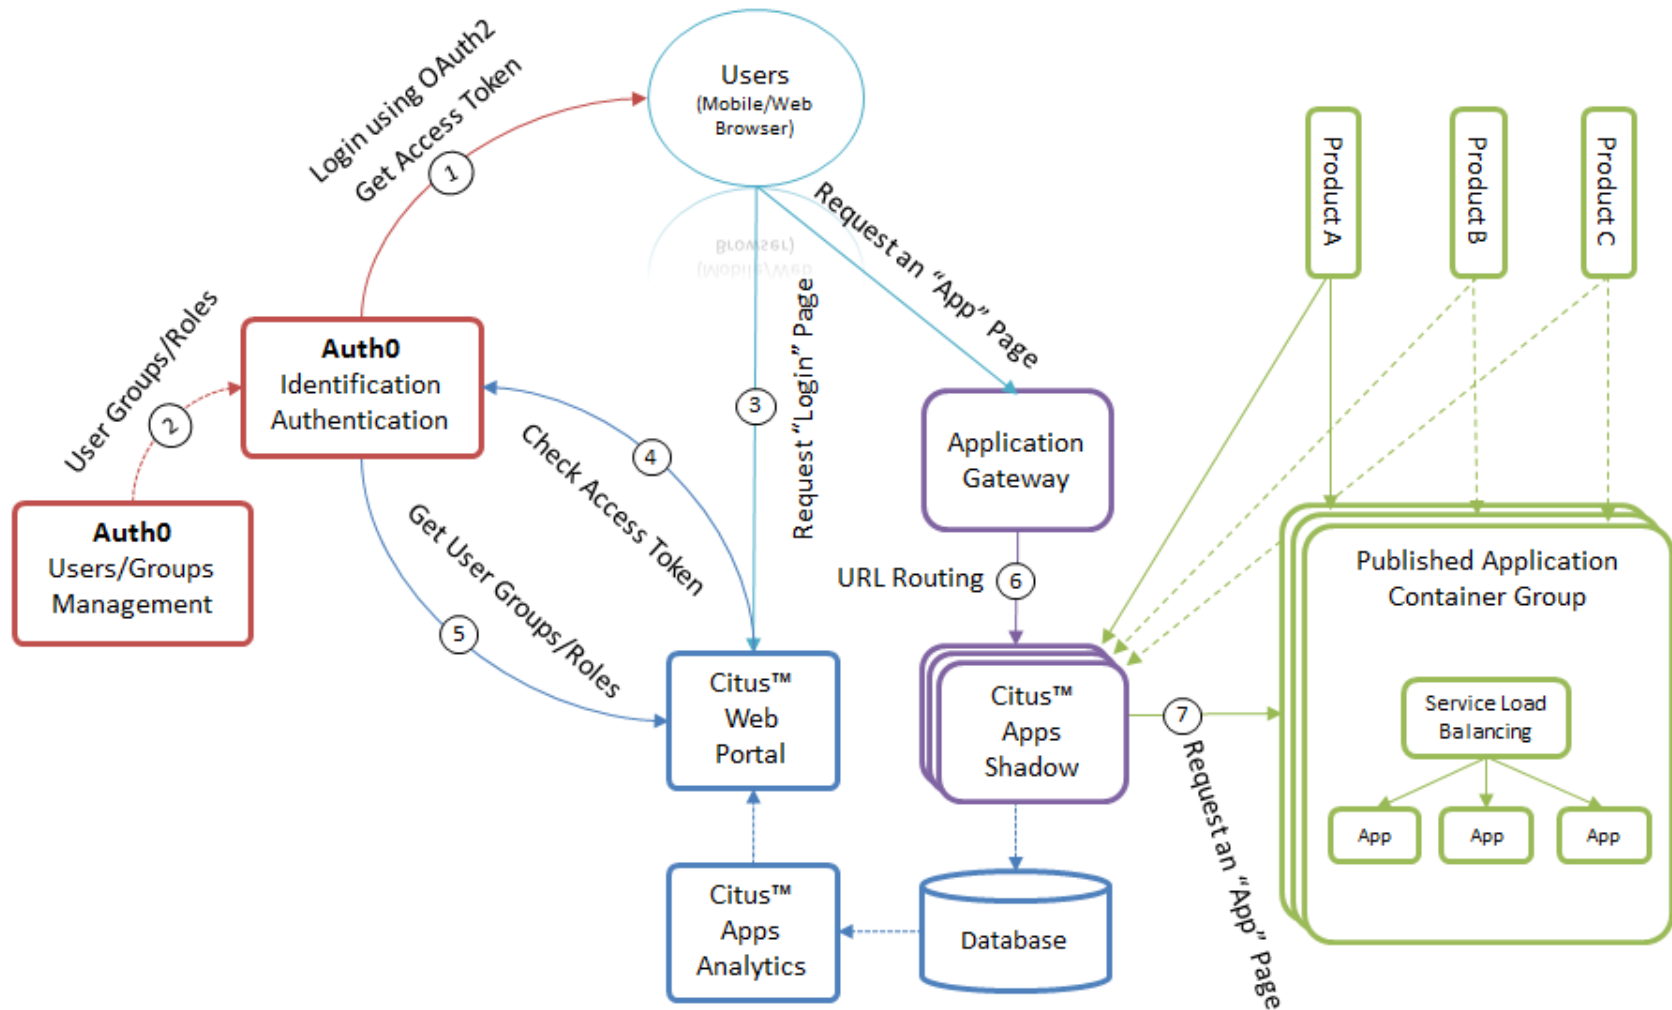 Login using OAuth2
Get Access Token
1
Users
(Mobile/Web
Browser)
Browser)
(Mobile/Web
Request an “App” Page
Product A
Product B
Product C
User Groups/Roles
2
Auth0
Identification
Authentication
Auth0
Users/Groups
Management
3
Request “Login” Page
4
Check Access Token
5
Get User Groups/Roles
Application
Gateway
URL Routing
6
Citus™
Web
Portal
Citus™
Apps
Shadow
7
Request an “App” Page
Published Application
Container Group
Service Load
Balancing
App
App
App
Citus™
Apps
Analytics
Database